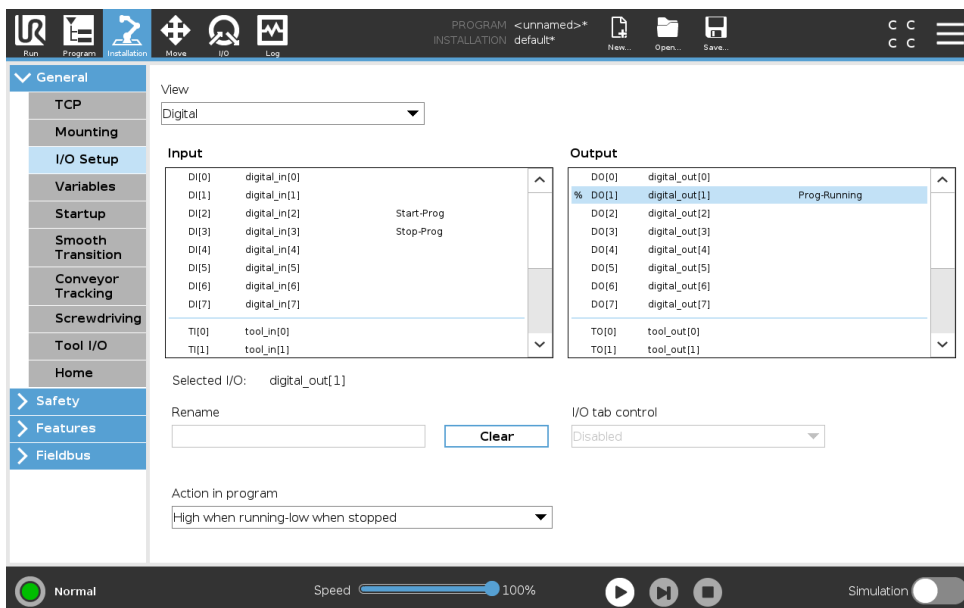 PROGRAM <unnamed>*
INSTALLATION default*
UR
Run Program Installation Move I/O Log New... Open... Save...
C C
C C
General
TCP
Mounting
I/O Setup
Variables
Startup
Smooth
Transition
Conveyor
Tracking
Screwdriving
Tool I/O
Home
Safety
Features
Fieldbus
View
Digital
Input
DI[0] digital_in[0]
DI[1] digital_in[1]
DI[2] digital_in[2] Start-Prog
DI[3] digital_in[3] Stop-Prog
DI[4] digital_in[4]
DI[5] digital_in[5]
DI[6] digital_in[6]
DI[7] digital_in[7]
TI[0] tool_in[0]
TI[1] tool_in[1]
Output
DO[0] digital_out[0]
% DO[1] digital_out[1] Prog-Running
DO[2] digital_out[2]
DO[3] digital_out[3]
DO[4] digital_out[4]
DO[5] digital_out[5]
DO[6] digital_out[6]
DO[7] digital_out[7]
TO[0] tool_out[0]
TO[1] tool_out[1]
Selected I/O: digital_out[1]
Rename
Clear
I/O tab control
Disabled
Action in program
High when running-low when stopped
Normal
Speed 100%
Simulation